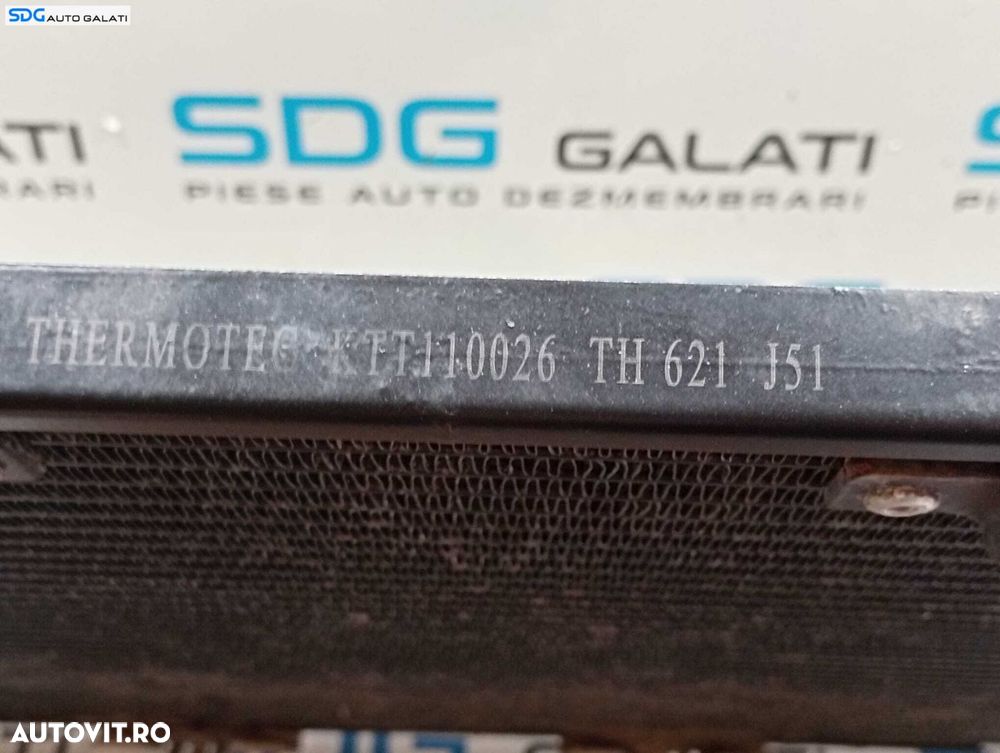 SDG AUTO GALATI
SDG GALATI
PIESE AUTO DEZMEMBRARI
THERMOTEC KTT110026 TH 621 J51
AUTOVIT.RO